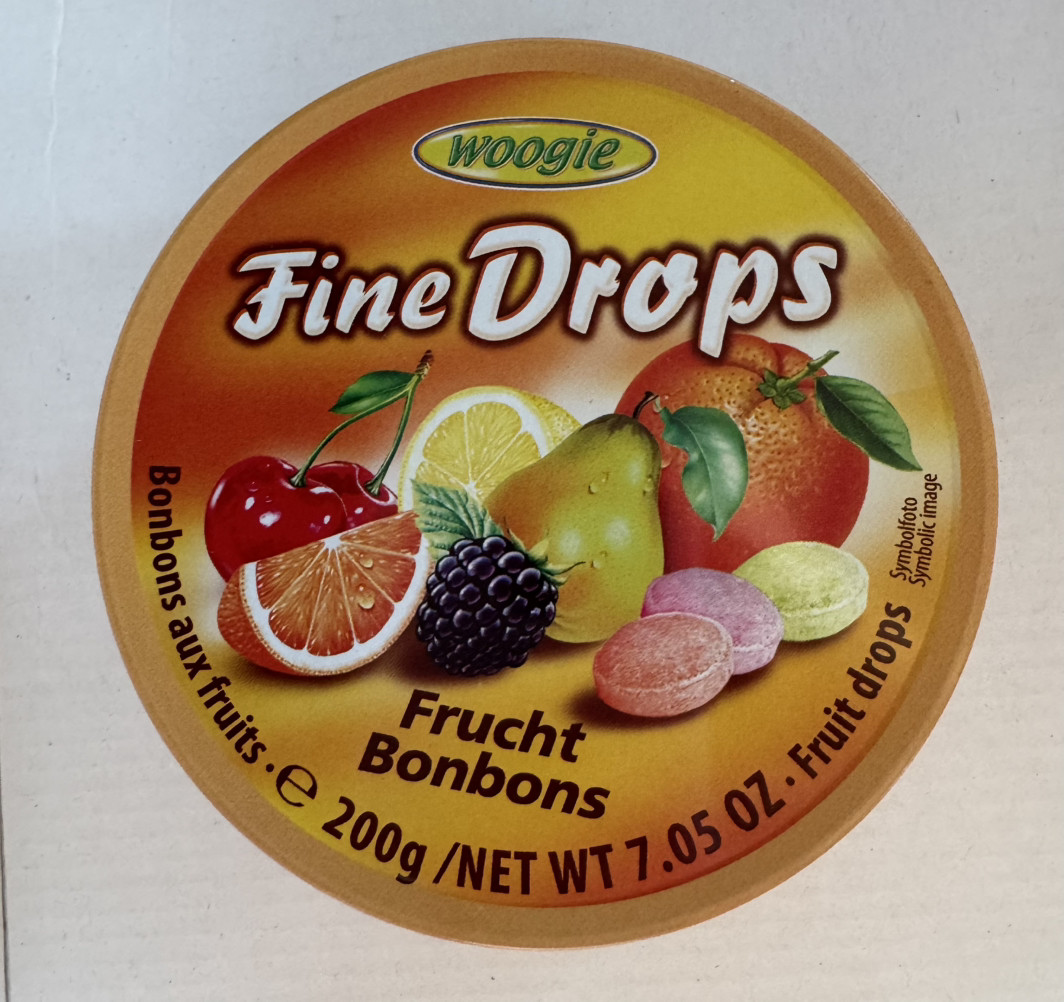 woogie
Fine Drops
Symbolfoto
Symbolic image
Frucht
Bonbons
Bonbons aux fruits · ℮ 200g /NET WT 7.05 OZ · Fruit drops